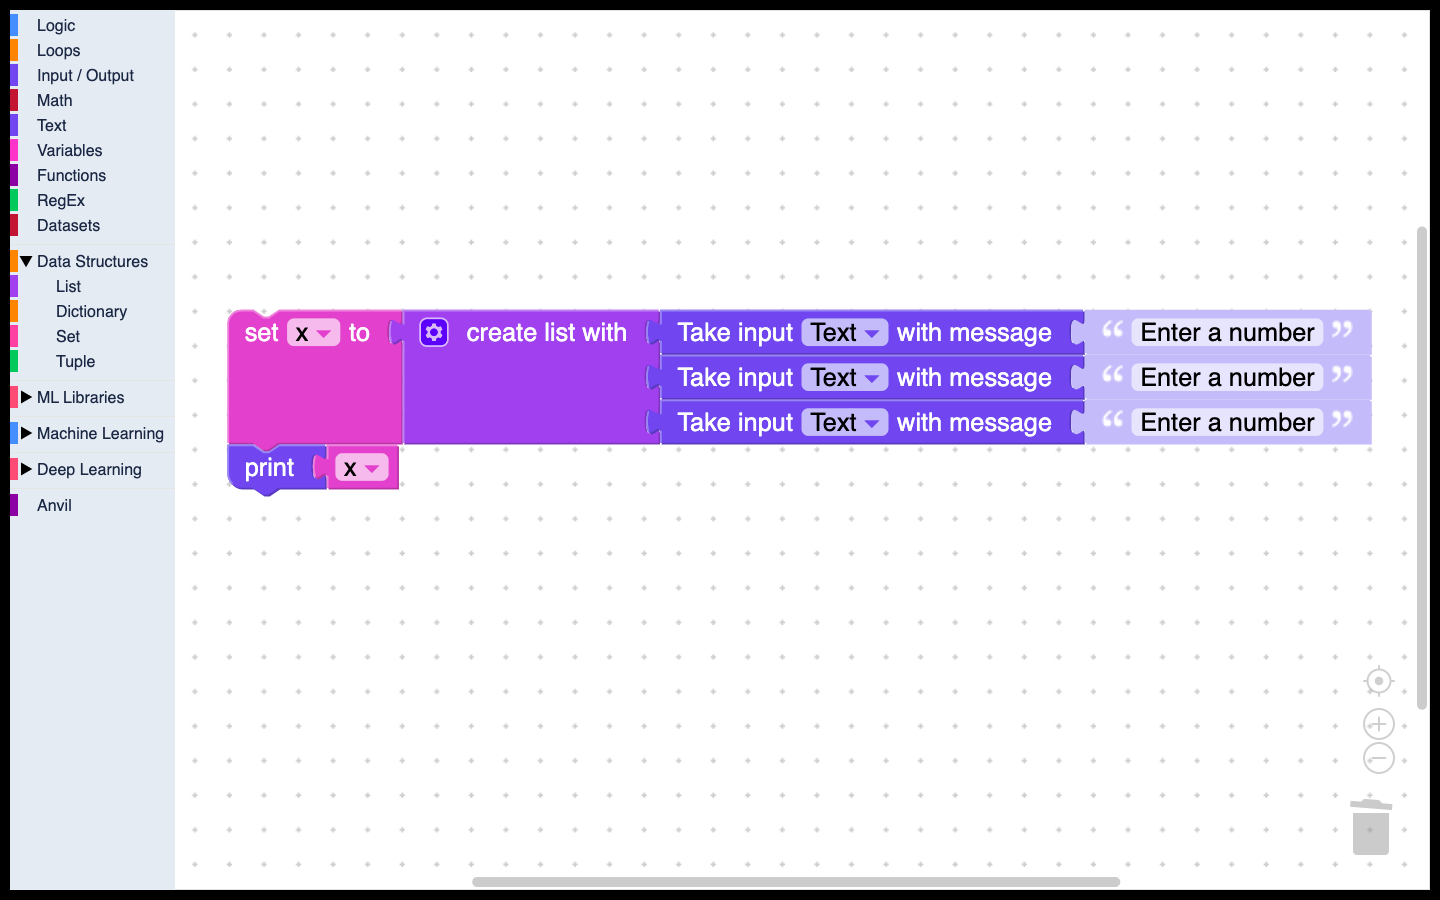 Logic
Loops
Input / Output
Math
Text
Variables
Functions
RegEx
Datasets
Data Structures
List
Dictionary
Set
Tuple
ML Libraries
Machine Learning
Deep Learning
Anvil
set x to create list with Take input Text with message “ Enter a number ”
Take input Text with message “ Enter a number ”
Take input Text with message “ Enter a number ”
print x